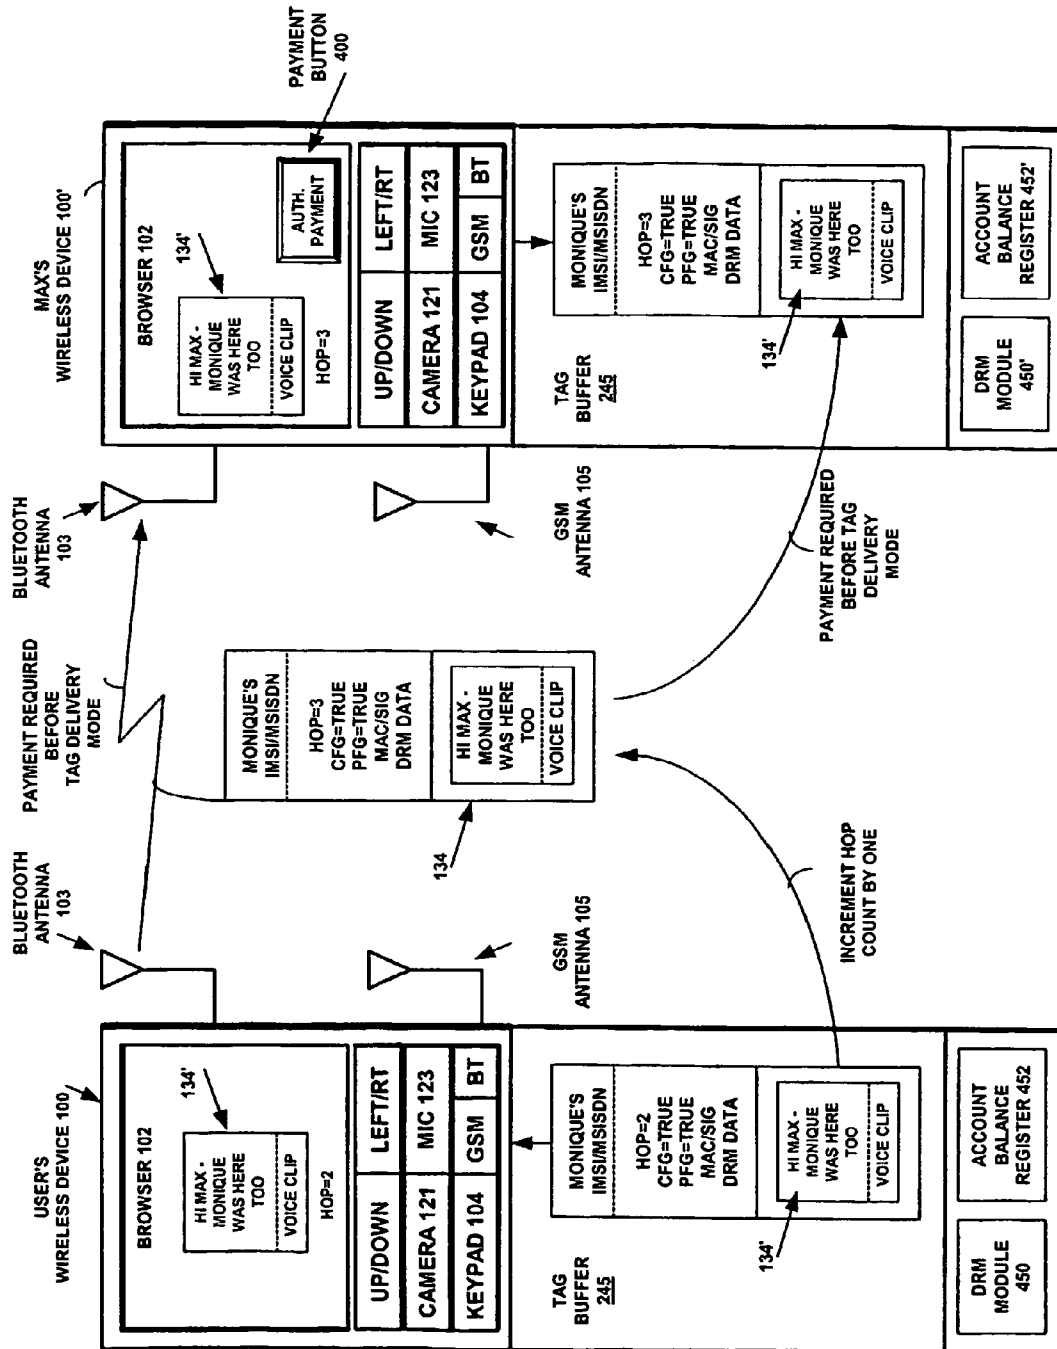 USER'S
WIRELESS DEVICE 100
BROWSER 102
134'
HI MAX -
MONIQUE
WAS HERE
TOO
VOICE CLIP
HOP=2
UP/DOWN
LEFT/RT
CAMERA 121
MIC 123
KEYPAD 104
GSM
BT
TAG
BUFFER
245
MONIQUE'S
IMSI/MSISDN
HOP=2
CFG=TRUE
PFG=TRUE
MAC/SIG
DRM DATA
HI MAX -
MONIQUE
WAS HERE
TOO
VOICE CLIP
134'
DRM
MODULE
450
ACCOUNT
BALANCE
REGISTER 452
BLUETOOTH
ANTENNA
103
GSM
ANTENNA 105
INCREMENT HOP
COUNT BY ONE
PAYMENT REQUIRED
BEFORE
TAG DELIVERY
MODE
MONIQUE'S
IMSI/MSISDN
HOP=3
CFG=TRUE
PFG=TRUE
MAC/SIG
DRM DATA
HI MAX -
MONIQUE
WAS HERE
TOO
VOICE CLIP
134
BLUETOOTH
ANTENNA
103
GSM
ANTENNA 105
PAYMENT REQUIRED
BEFORE TAG
DELIVERY
MODE
MAX'S
WIRELESS DEVICE 100'
BROWSER 102
134'
HI MAX -
MONIQUE
WAS HERE
TOO
VOICE CLIP
HOP=3
AUTH.
PAYMENT
PAYMENT
BUTTON
400
UP/DOWN
LEFT/RT
CAMERA 121
MIC 123
KEYPAD 104
GSM
BT
TAG
BUFFER
245
MONIQUE'S
IMSI/MSISDN
HOP=3
CFG=TRUE
PFG=TRUE
MAC/SIG
DRM DATA
HI MAX -
MONIQUE
WAS HERE
TOO
VOICE CLIP
134'
DRM
MODULE
450'
ACCOUNT
BALANCE
REGISTER 452'